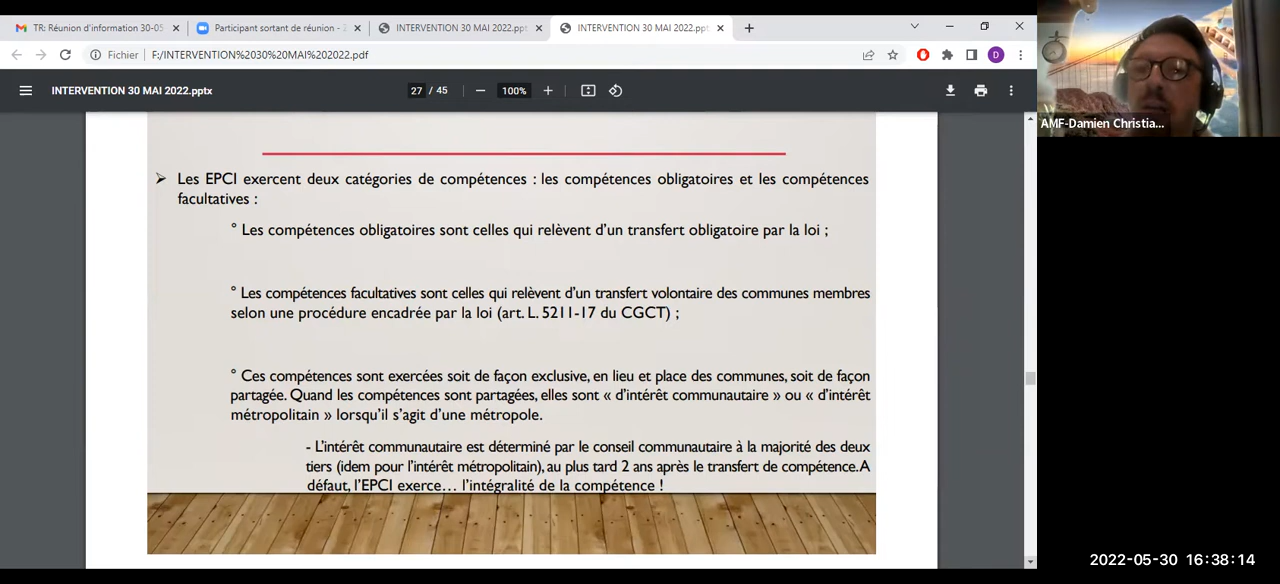 TR: Réunion d'information 30-05
Participant sortant de réunion - Z
INTERVENTION 30 MAI 2022.ppt
INTERVENTION 30 MAI 2022.ppt
Fichier
F:/INTERVENTION%2030%20MAI%202022.pdf
D
INTERVENTION 30 MAI 2022.pptx
27 / 45
100%
AMF-Damien Christia...
➢ Les EPCI exercent deux catégories de compétences : les compétences obligatoires et les compétences
facultatives :
° Les compétences obligatoires sont celles qui relèvent d'un transfert obligatoire par la loi ;
° Les compétences facultatives sont celles qui relèvent d'un transfert volontaire des communes membres
selon une procédure encadrée par la loi (art. L. 5211-17 du CGCT) ;
° Ces compétences sont exercées soit de façon exclusive, en lieu et place des communes, soit de façon
partagée. Quand les compétences sont partagées, elles sont « d'intérêt communautaire » ou « d'intérêt
métropolitain » lorsqu'il s'agit d'une métropole.
- L'intérêt communautaire est déterminé par le conseil communautaire à la majorité des deux
tiers (idem pour l'intérêt métropolitain), au plus tard 2 ans après le transfert de compétence. A
défaut, l'EPCI exerce… l'intégralité de la compétence !
2022-05-30 16:38:14